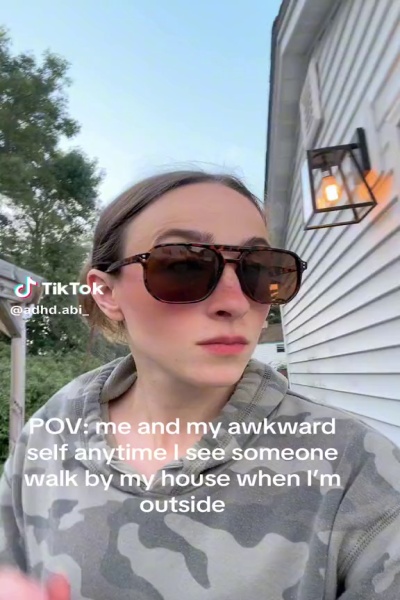 TikTok
@adhd.abi_
POV: me and my awkward
self anytime I see someone
walk by my house when I'm
outside